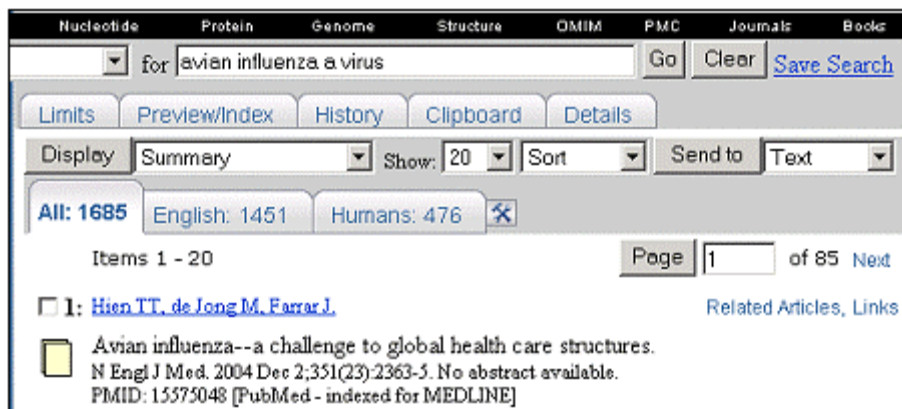 Nucleotide Protein Genome Structure OMIM PMC Journals Books
for avian influenza a virus Go Clear Save Search
Limits Preview/Index History Clipboard Details
Display Summary Show: 20 Sort Send to Text
All: 1685 English: 1451 Humans: 476
Items 1 - 20 Page 1 of 85 Next
1: Hien TT, de Jong M, Farrar J. Related Articles, Links
Avian influenza--a challenge to global health care structures.
N Engl J Med. 2004 Dec 2;351(23):2363-5. No abstract available.
PMID: 15575048 [PubMed - indexed for MEDLINE]